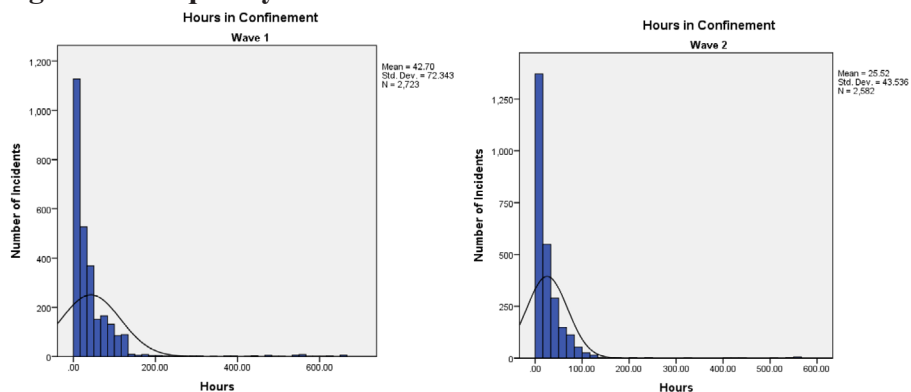 Hours in Confinement
Wave 1
Mean = 42.70
Std. Dev. = 72.343
N = 2,723
1,200
1,000
800
600
400
200
0
Number of Incidents
.00
200.00
400.00
600.00
Hours
Hours in Confinement
Wave 2
Mean = 25.52
Std. Dev. = 43.536
N = 2,582
1,250
1,000
750
500
250
0
Number of Incidents
.00
100.00
200.00
300.00
400.00
500.00
600.00
Hours